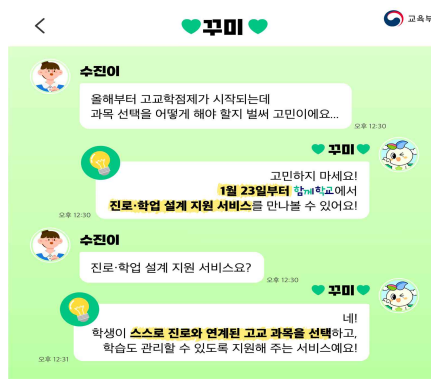 꾸미
교육부
수진이
올해부터 고교학점제가 시작되는데
과목 선택을 어떻게 해야 할지 벌써 고민이에요...
오후 12:30
꾸미
고민하지 마세요!
1월 23일부터 함께학교에서
진로·학업 설계 지원 서비스를 만나볼 수 있어요!
오후 12:30
수진이
진로·학업 설계 지원 서비스요?
오후 12:30
꾸미
네!
학생이 스스로 진로와 연계된 고교 과목을 선택하고,
학습도 관리할 수 있도록 지원해 주는 서비스예요!
오후 12:31